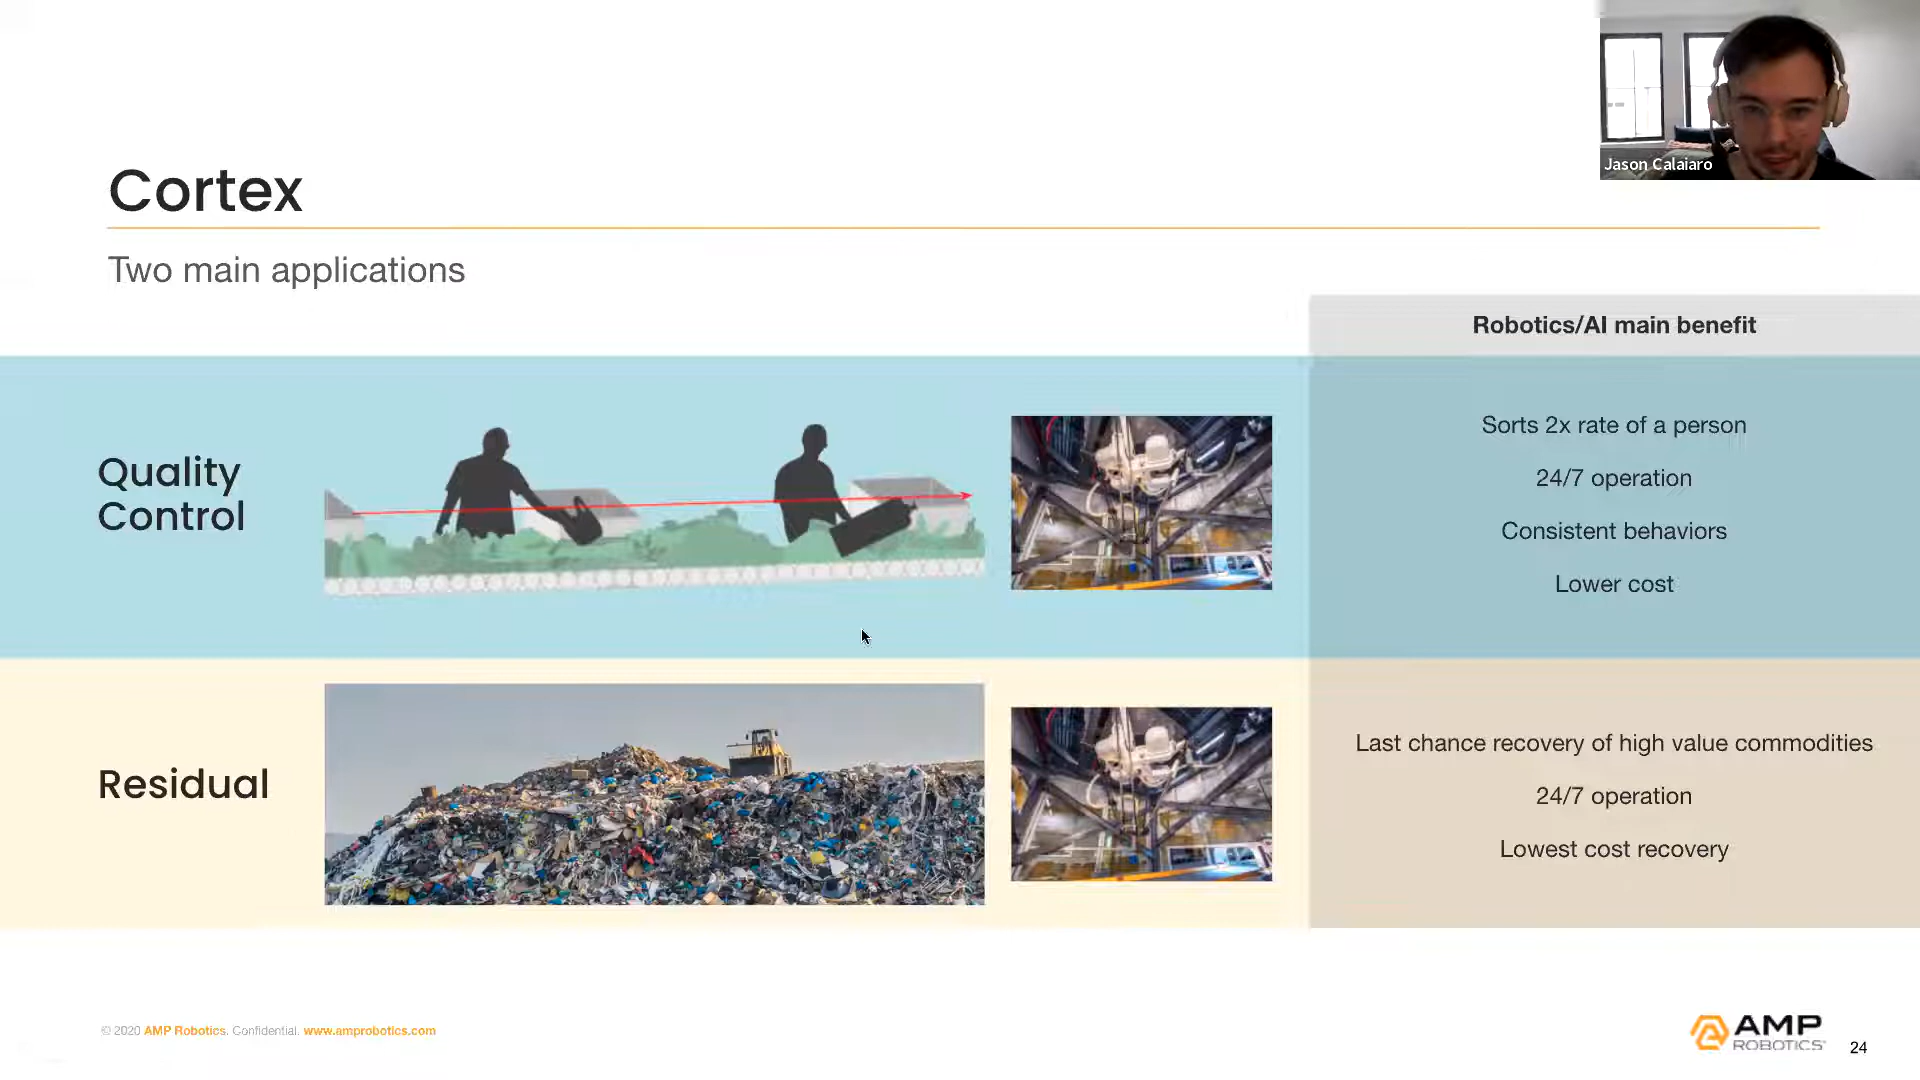 Jason Calaiaro
Cortex
Two main applications
Robotics/AI main benefit
Quality
Control
Sorts 2x rate of a person
24/7 operation
Consistent behaviors
Lower cost
Residual
Last chance recovery of high value commodities
24/7 operation
Lowest cost recovery
© 2020 AMP Robotics. Confidential. www.amprobotics.com
AMP
ROBOTICS
24